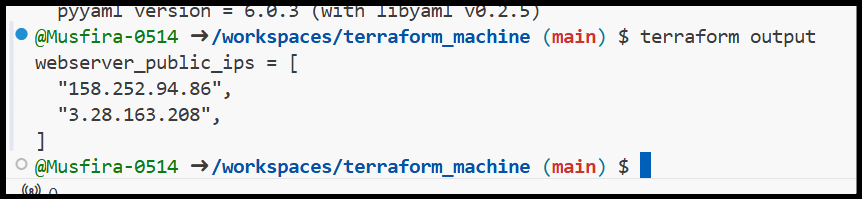 pyyaml version = 6.0.3 (with libyaml v0.2.5)
@Musfira-0514 ➜/workspaces/terraform_machine (main) $ terraform output
webserver_public_ips = [
  "158.252.94.86",
  "3.28.163.208",
]
@Musfira-0514 ➜/workspaces/terraform_machine (main) $
0